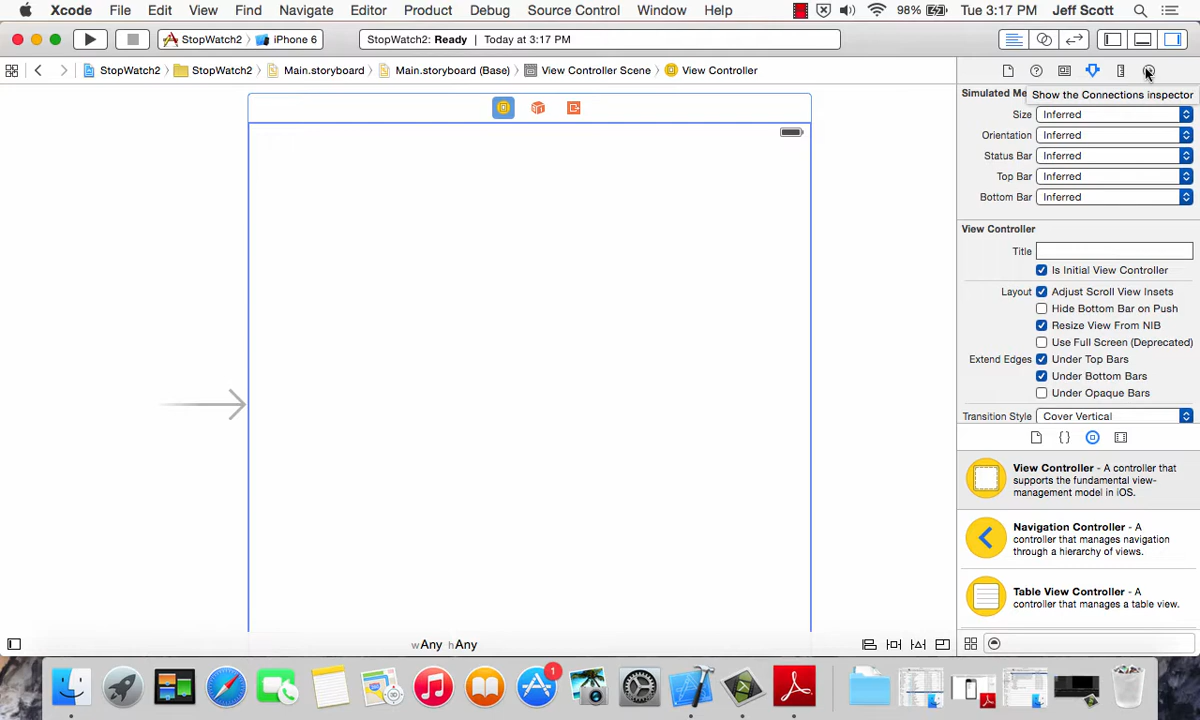 Xcode File Edit View Find Navigate Editor Product Debug Source Control Window Help 98% Tue 3:17 PM Jeff Scott
StopWatch2 iPhone 6 StopWatch2: Ready | Today at 3:17 PM
StopWatch2 StopWatch2 Main.storyboard Main.storyboard (Base) View Controller Scene View Controller
Simulated Me
Show the Connections inspector
Size Inferred
Orientation Inferred
Status Bar Inferred
Top Bar Inferred
Bottom Bar Inferred
View Controller
Title
Is Initial View Controller
Layout Adjust Scroll View Insets
Hide Bottom Bar on Push
Resize View From NIB
Use Full Screen (Deprecated)
Extend Edges Under Top Bars
Under Bottom Bars
Under Opaque Bars
Transition Style Cover Vertical
{ }
View Controller - A controller that
supports the fundamental view-
management model in iOS.
Navigation Controller - A
controller that manages navigation
through a hierarchy of views.
Table View Controller - A
controller that manages a table view.
wAny hAny
1